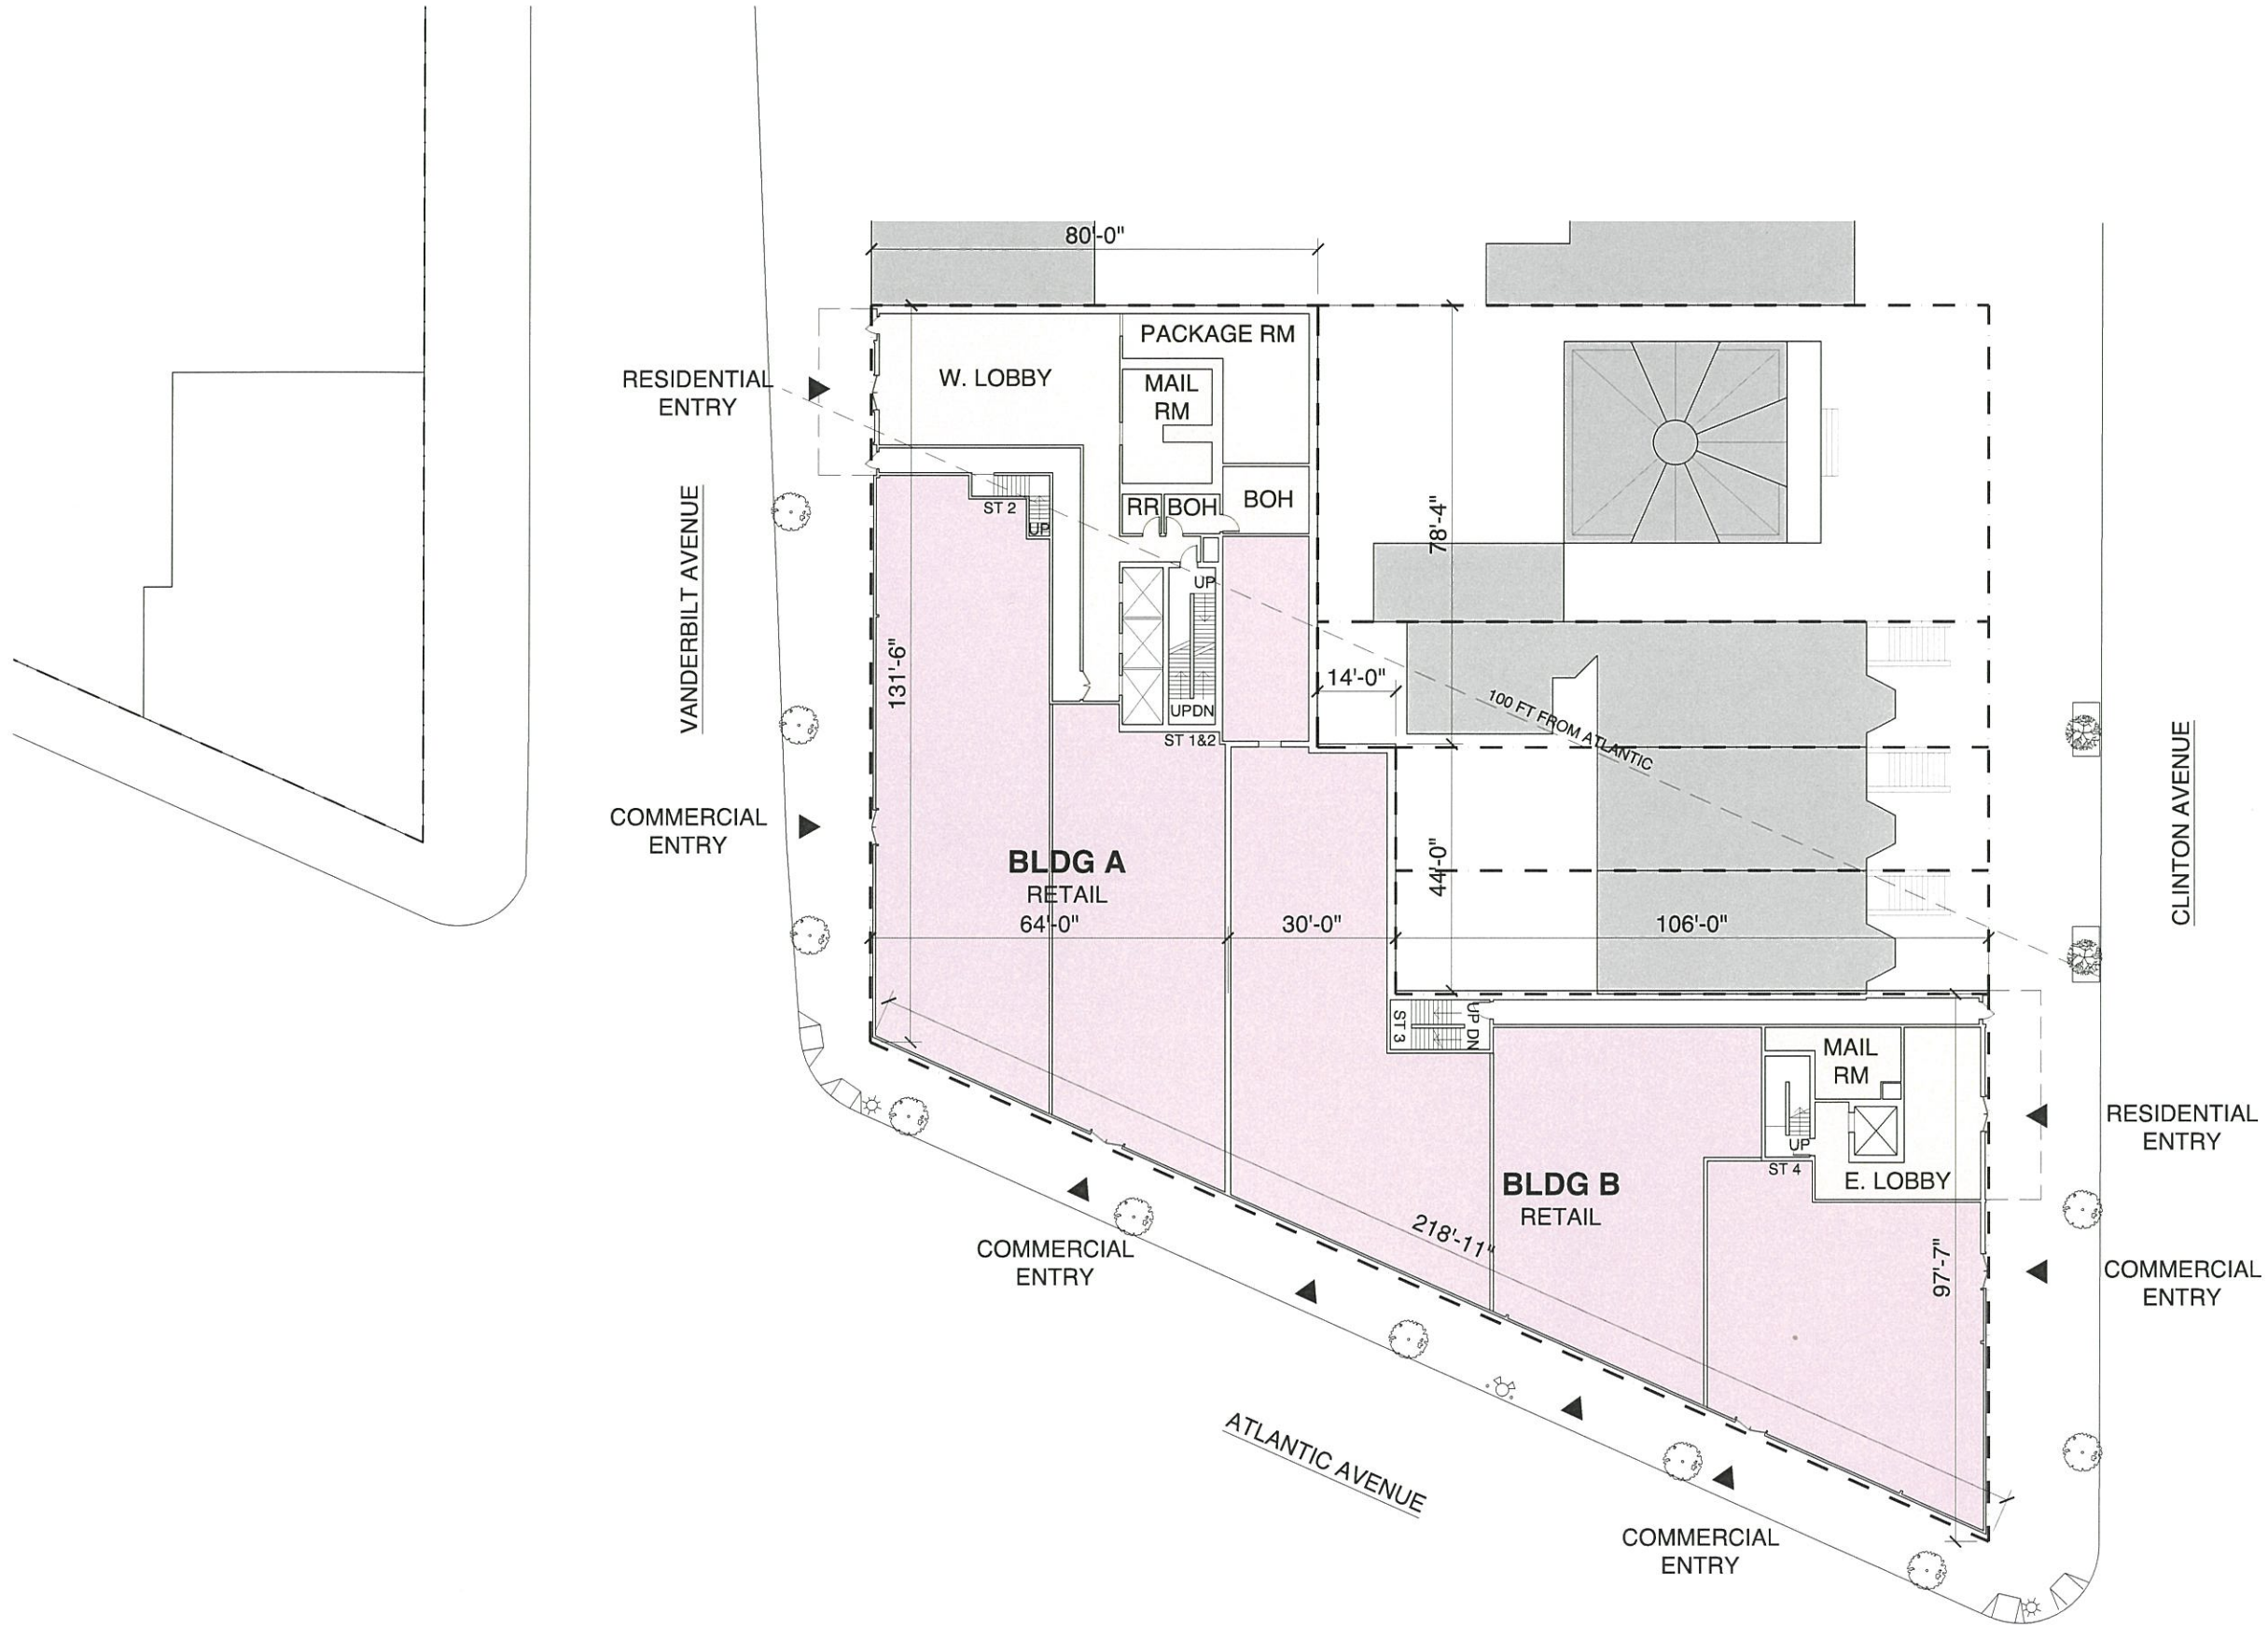 80'-0"
PACKAGE RM
W. LOBBY
MAIL
RM
RESIDENTIAL
ENTRY
RR
BOH
BOH
ST 2
UP
VANDERBILT AVENUE
78'-4"
UP
131'-6"
14'-0"
100 FT FROM ATLANTIC
UPDN
ST 1&2
CLINTON AVENUE
COMMERCIAL
ENTRY
BLDG A
RETAIL
44'-0"
64'-0"
30'-0"
106'-0"
ST 3
UP DN
MAIL
RM
RESIDENTIAL
ENTRY
UP
ST 4
E. LOBBY
BLDG B
RETAIL
218'-11"
97'-7"
COMMERCIAL
ENTRY
COMMERCIAL
ENTRY
ATLANTIC AVENUE
COMMERCIAL
ENTRY